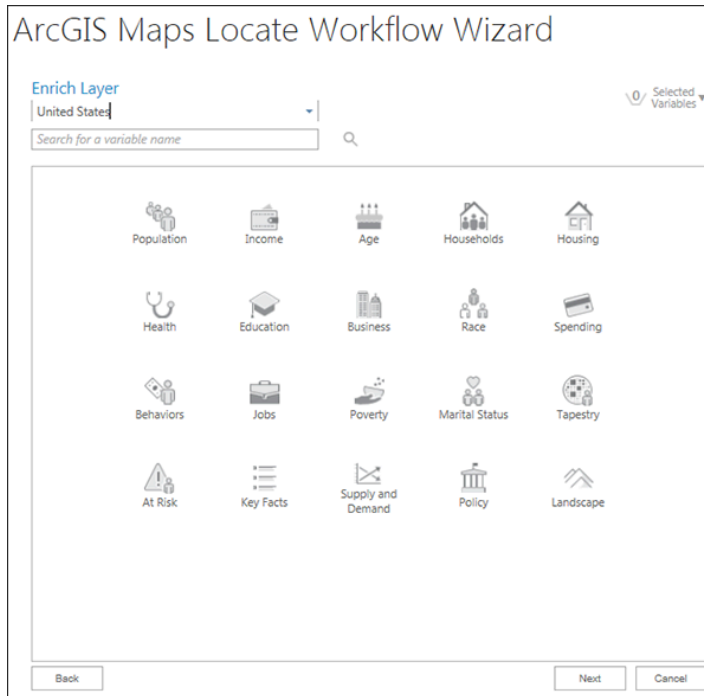 ArcGIS Maps Locate Workflow Wizard
Enrich Layer
United States
0 Selected
Variables
Search for a variable name
Population Income Age Households Housing
Health Education Business Race Spending
Behaviors Jobs Poverty Marital Status Tapestry
At Risk Key Facts Supply and
Demand Policy Landscape
Back Next Cancel